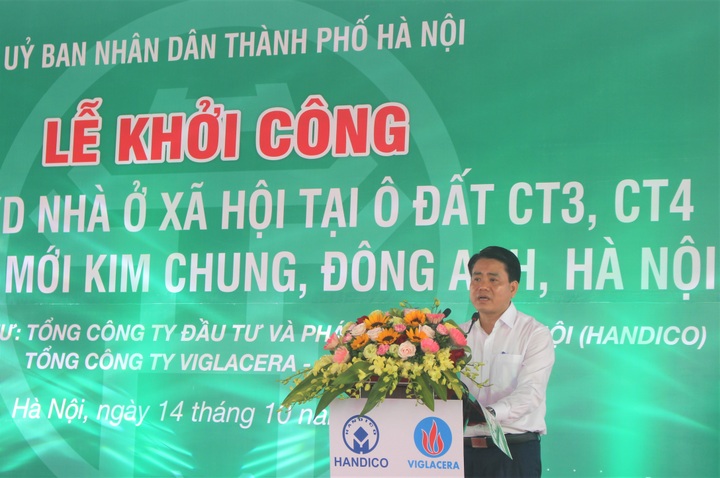 UỶ BAN NHÂN DÂN THÀNH PHỐ HÀ NỘI
LỄ KHỞI CÔNG
NHÀ Ở XÃ HỘI TẠI Ô ĐẤT CT3, CT4
MỚI KIM CHUNG, ĐÔNG HÀ NỘI
TỔNG CÔNG TY ĐẦU TƯ VÀ (HANDICO)
TỔNG CÔNG TY VIGLACERA -
Hà Nội, ngày 14 tháng 10
HANDICO
HANDICO VIGLACERA